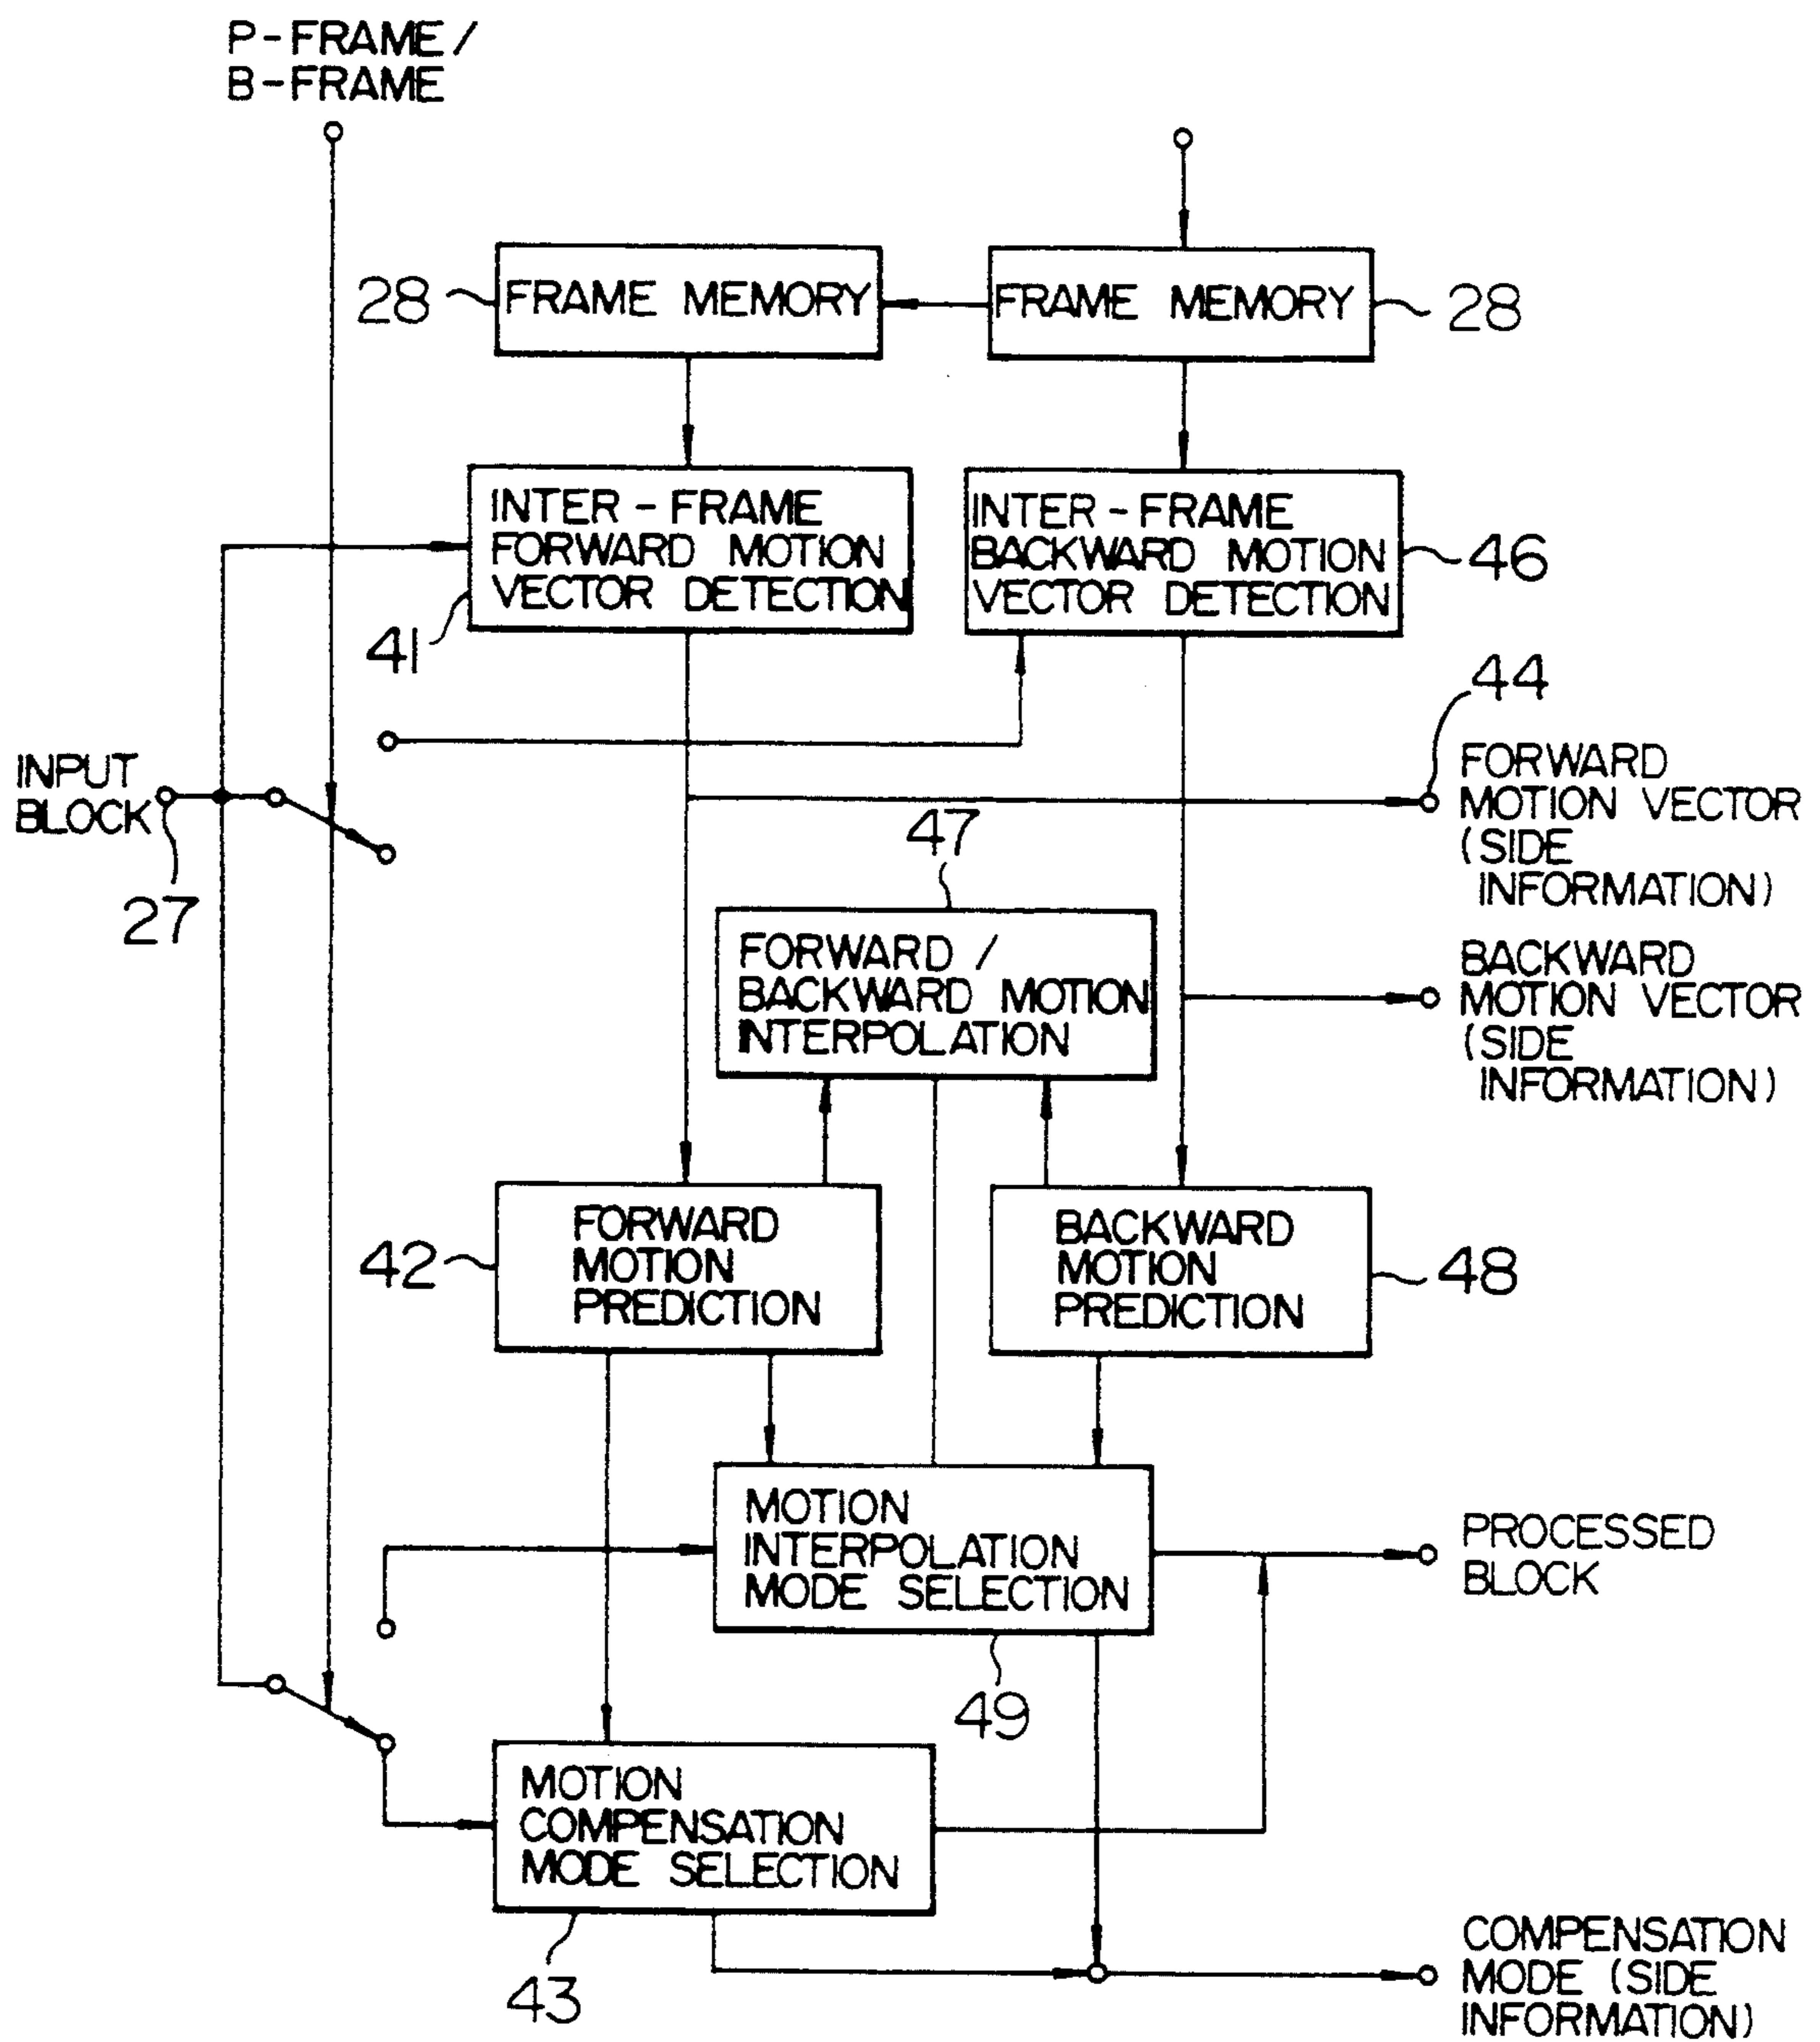 P-FRAME /
B-FRAME
28
FRAME MEMORY
FRAME MEMORY
28
INTER-FRAME
FORWARD MOTION
VECTOR DETECTION
41
INTER-FRAME
BACKWARD MOTION
VECTOR DETECTION
46
44
INPUT
BLOCK
27
FORWARD
MOTION VECTOR
(SIDE
INFORMATION)
47
FORWARD /
BACKWARD MOTION
INTERPOLATION
BACKWARD
MOTION VECTOR
(SIDE
INFORMATION)
42
FORWARD
MOTION
PREDICTION
BACKWARD
MOTION
PREDICTION
48
MOTION
INTERPOLATION
MODE SELECTION
49
PROCESSED
BLOCK
MOTION
COMPENSATION
MODE SELECTION
43
COMPENSATION
MODE (SIDE
INFORMATION)